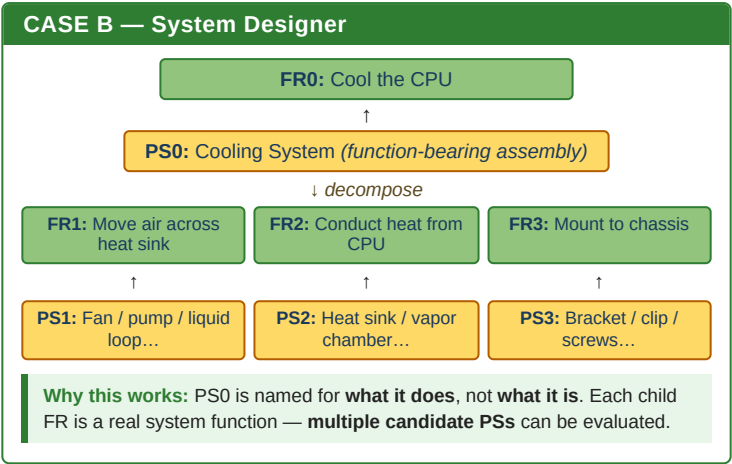 CASE B — System Designer
FR0: Cool the CPU
↑
PS0: Cooling System (function-bearing assembly)
↓ decompose
FR1: Move air across
heat sink
FR2: Conduct heat from
CPU
FR3: Mount to chassis
↑
↑
↑
PS1: Fan / pump / liquid
loop…
PS2: Heat sink / vapor
chamber…
PS3: Bracket / clip /
screws…
Why this works: PS0 is named for what it does, not what it is. Each child
FR is a real system function — multiple candidate PSs can be evaluated.